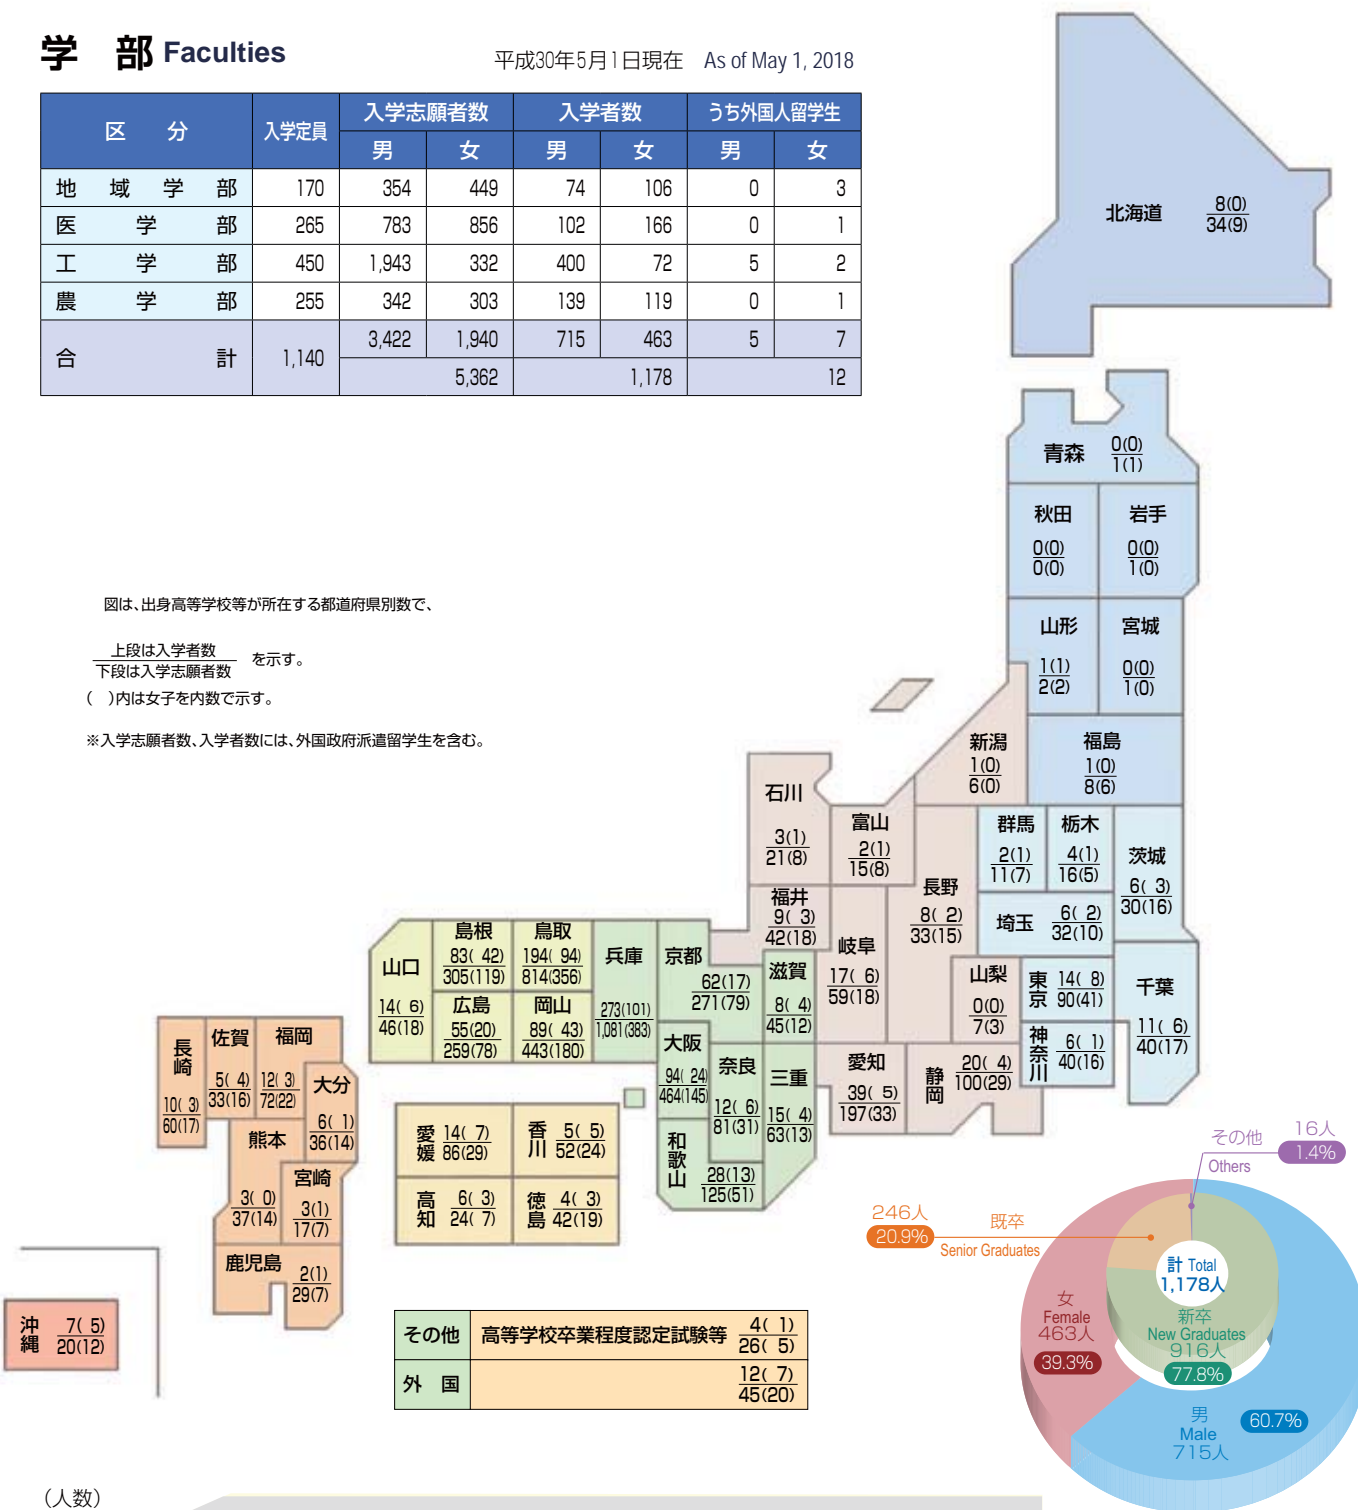 学 部 Faculties
平成30年5月1日現在 As of May 1, 2018
区 分 入学定員 入学志願者数 入学者数 うち外国人留学生
男 女 男 女 男 女
地 域 学 部 170 354 449 74 106 0 3
医 学 部 265 783 856 102 166 0 1
工 学 部 450 1,943 332 400 72 5 2
農 学 部 255 342 303 139 119 0 1
合 計 1,140 3,422 1,940 715 463 5 7
5,362 1,178 12
図は、出身高等学校等が所在する都道府県別数で、
上段は入学者数
下段は入学志願者数
を示す。
( )内は女子を内数で示す。
※入学志願者数、入学者数には、外国政府派遣留学生を含む。
北海道
8(0)
34(9)
青森
0(0)
1(1)
秋田
0(0)
0(0)
岩手
0(0)
1(0)
山形
1(1)
2(2)
宮城
0(0)
1(0)
新潟
1(0)
6(0)
福島
1(0)
8(6)
石川
3(1)
21(8)
富山
2(1)
15(8)
群馬
2(1)
11(7)
栃木
4(1)
16(5)
茨城
6( 3)
30(16)
福井
9( 3)
42(18)
長野
8( 2)
33(15)
埼玉
6( 2)
32(10)
岐阜
17( 6)
59(18)
山梨
0(0)
7(3)
東京
14( 8)
90(41)
千葉
11( 6)
40(17)
神奈川
6( 1)
40(16)
愛知
39( 5)
197(33)
静岡
20( 4)
100(29)
山口
14( 6)
46(18)
島根
83( 42)
305(119)
鳥取
194( 94)
814(356)
広島
55(20)
259(78)
岡山
89( 43)
443(180)
兵庫
273(101)
1,081(383)
京都
62(17)
271(79)
滋賀
8( 4)
45(12)
大阪
94( 24)
464(145)
奈良
12( 6)
81(31)
三重
15( 4)
63(13)
和歌山
28(13)
125(51)
愛媛
14( 7)
86(29)
香川
5( 5)
52(24)
高知
6( 3)
24( 7)
徳島
4( 3)
42(19)
長崎
10( 3)
60(17)
佐賀
5( 4)
33(16)
福岡
12( 3)
72(22)
大分
6( 1)
36(14)
熊本
3( 0)
37(14)
宮崎
3(1)
17(7)
鹿児島
2(1)
29(7)
沖縄
7( 5)
20(12)
その他 高等学校卒業程度認定試験等
4( 1)
26( 5)
外 国
12( 7)
45(20)
その他
Others
16人
1.4%
246人
20.9%
既卒
Senior Graduates
計 Total
1,178人
女
Female
463人
39.3%
新卒
New Graduates
916人
77.8%
男
Male
715人
60.7%
(人数)